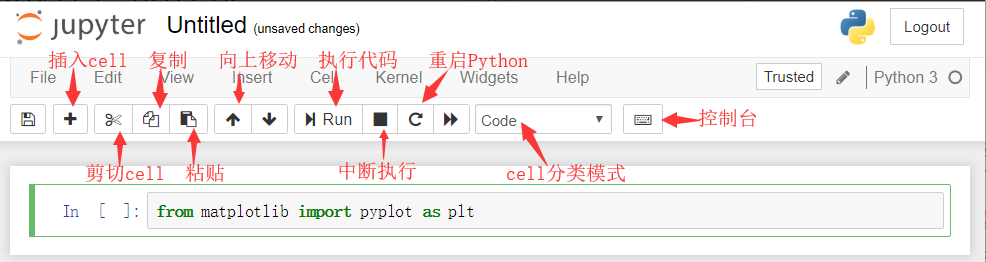 jupyter Untitled (unsaved changes) Logout
插入cell 复制 向上移动 执行代码 重启Python
File Edit View Insert Cell Kernel Widgets Help Trusted Python 3
Run Code 控制台
剪切cell 粘贴 中断执行 cell分类模式
In [ ]: from matplotlib import pyplot as plt